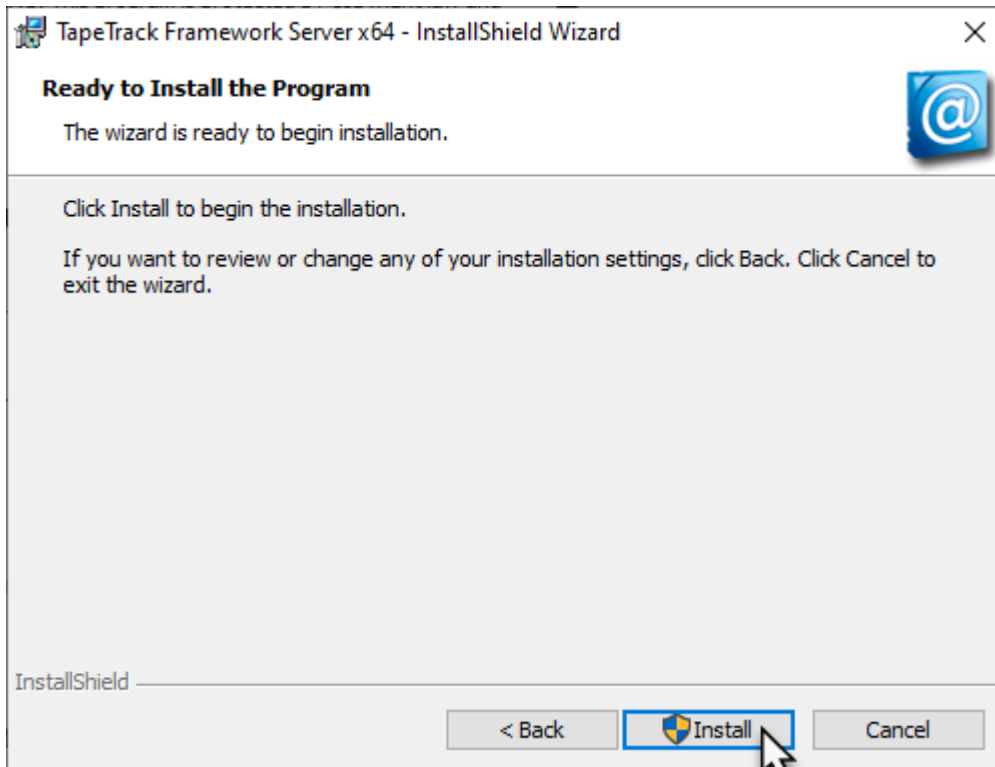 TapeTrack Framework Server x64 - InstallShield Wizard
Ready to Install the Program
The wizard is ready to begin installation.
Click Install to begin the installation.
If you want to review or change any of your installation settings, click Back. Click Cancel to
exit the wizard.
InstallShield
< Back
Install
Cancel